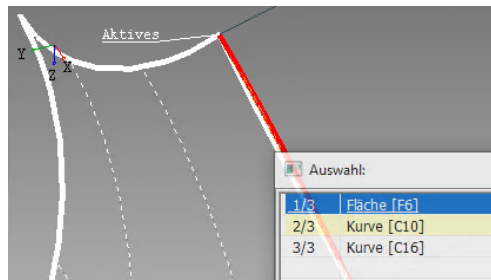 Aktives
Y
X
Z
Auswahl:
1/3 Fläche [F6]
2/3 Kurve [C10]
3/3 Kurve [C16]